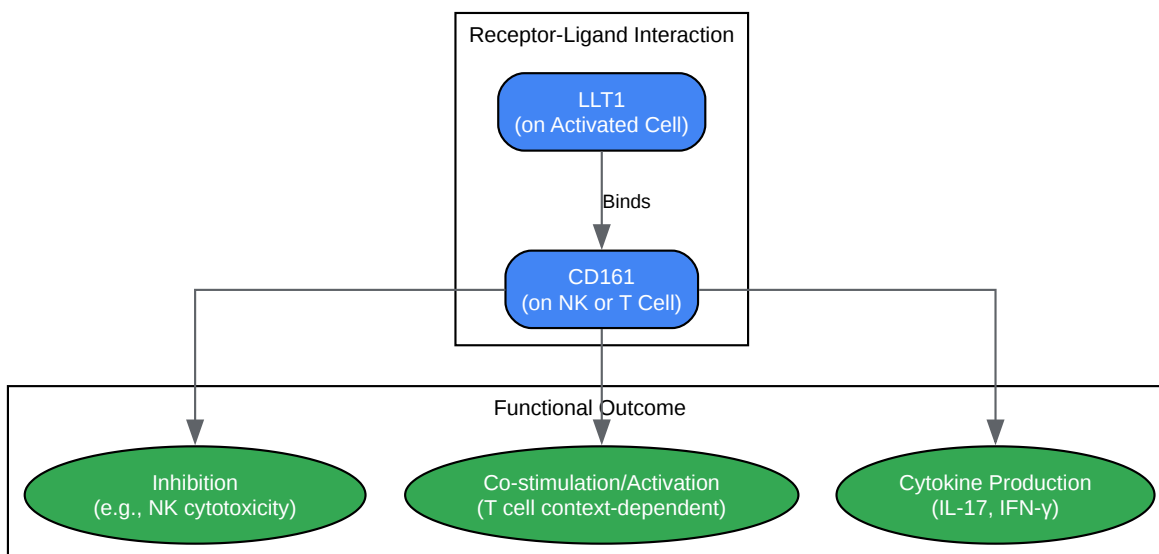 Receptor-Ligand Interaction
LLT1
(on Activated Cell)
Binds
CD161
(on NK or T Cell)
Functional Outcome
Inhibition
(e.g., NK cytotoxicity)
Co-stimulation/Activation
(T cell context-dependent)
Cytokine Production
(IL-17, IFN-γ)